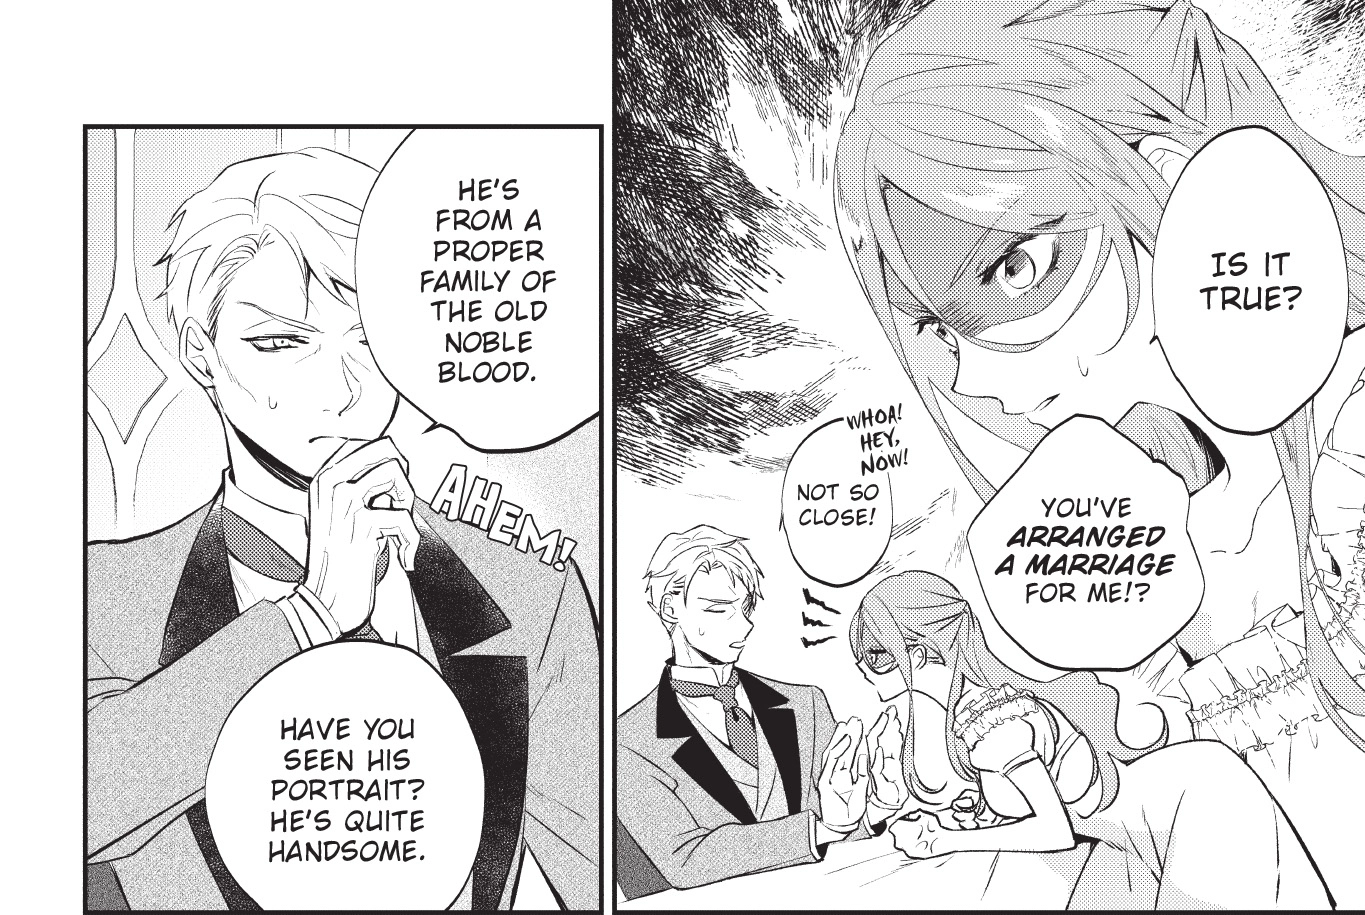 IS IT
TRUE?
YOU'VE
ARRANGED
A MARRIAGE
FOR ME!?
WHOA!
HEY,
NOW!
NOT SO
CLOSE!
HE'S
FROM A
PROPER
FAMILY OF
THE OLD
NOBLE
BLOOD.
AHEM!
HAVE YOU
SEEN HIS
PORTRAIT?
HE'S QUITE
HANDSOME.